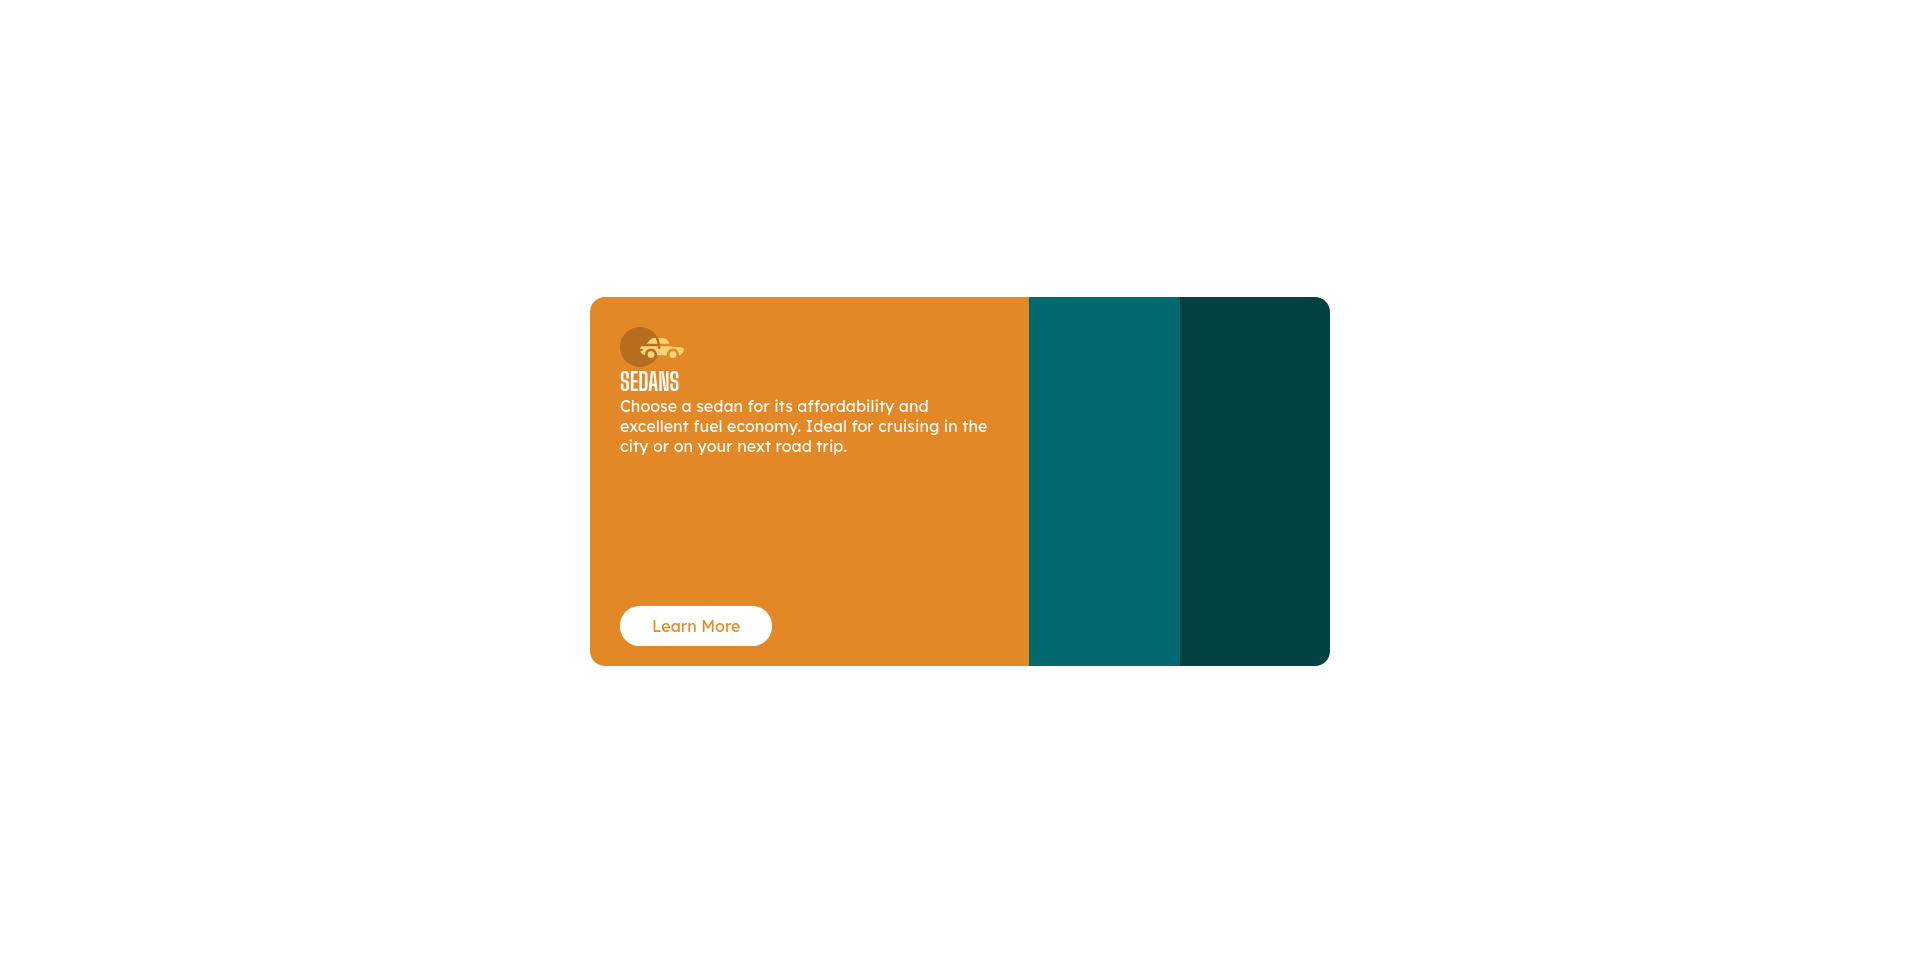 SEDANS
Choose a sedan for its affordability and
excellent fuel economy. Ideal for cruising in the
city or on your next road trip.
Learn More